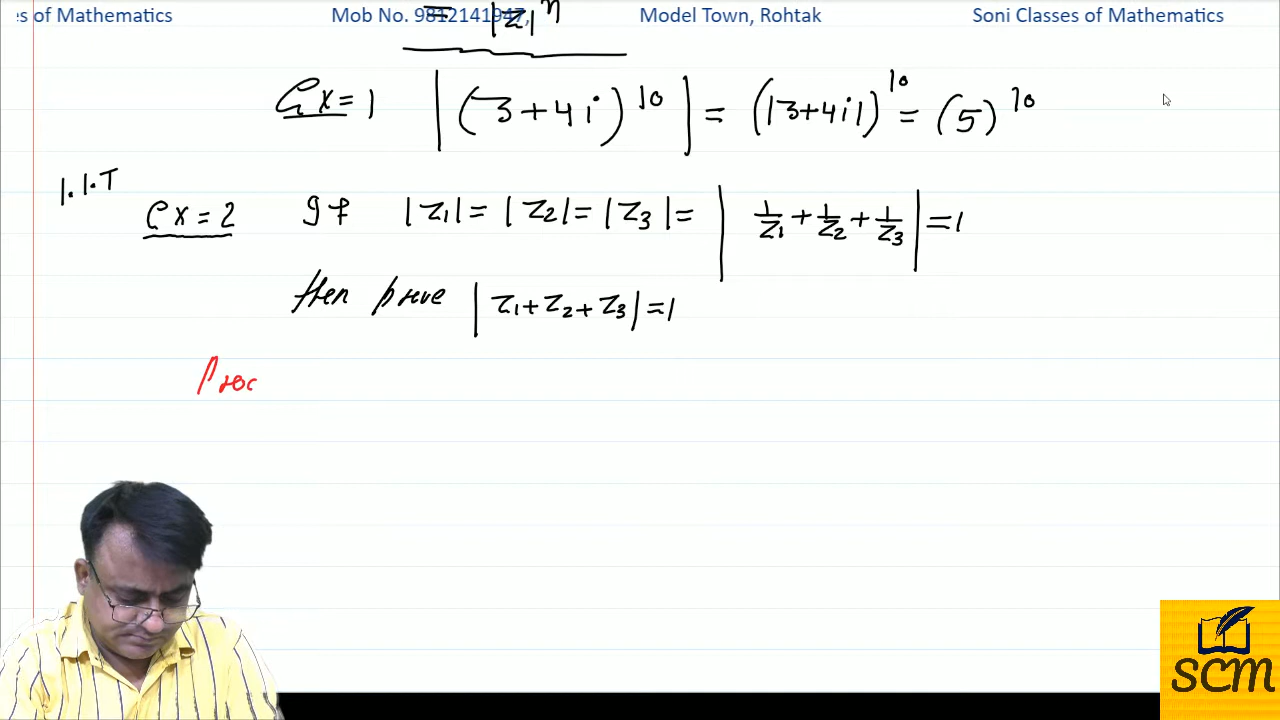 es of Mathematics Mob No. 9812141947, Model Town, Rohtak Soni Classes of Mathematics
= |z|ⁿ
Ex=1 |(3+4i)¹⁰| = (|3+4i|)¹⁰ = (5)¹⁰
I.I.T
Ex=2 If |z₁| = |z₂| = |z₃| = |1/z₁ + 1/z₂ + 1/z₃| = 1
then prove |z₁+z₂+z₃| = 1
Proo
SCM